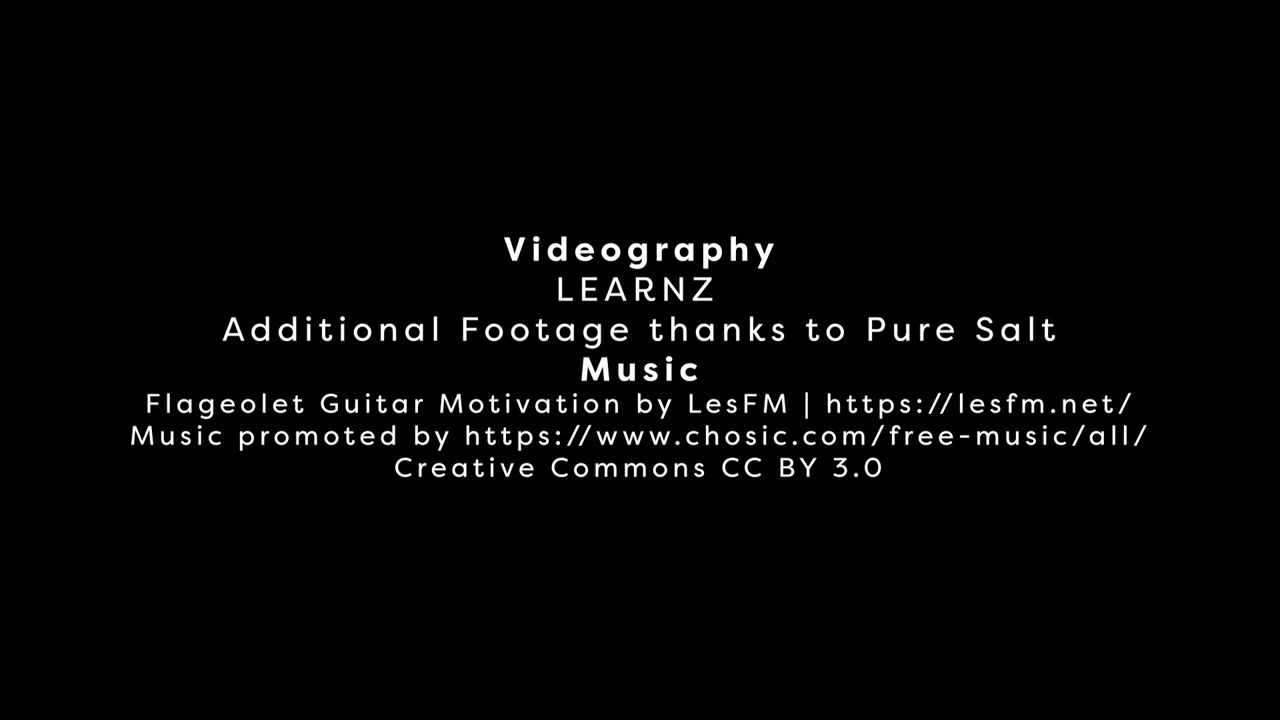 Videography
LEARNZ
Additional Footage thanks to Pure Salt
Music
Flageolet Guitar Motivation by LesFM | https://lesfm.net/
Music promoted by https://www.chosic.com/free-music/all/
Creative Commons CC BY 3.0